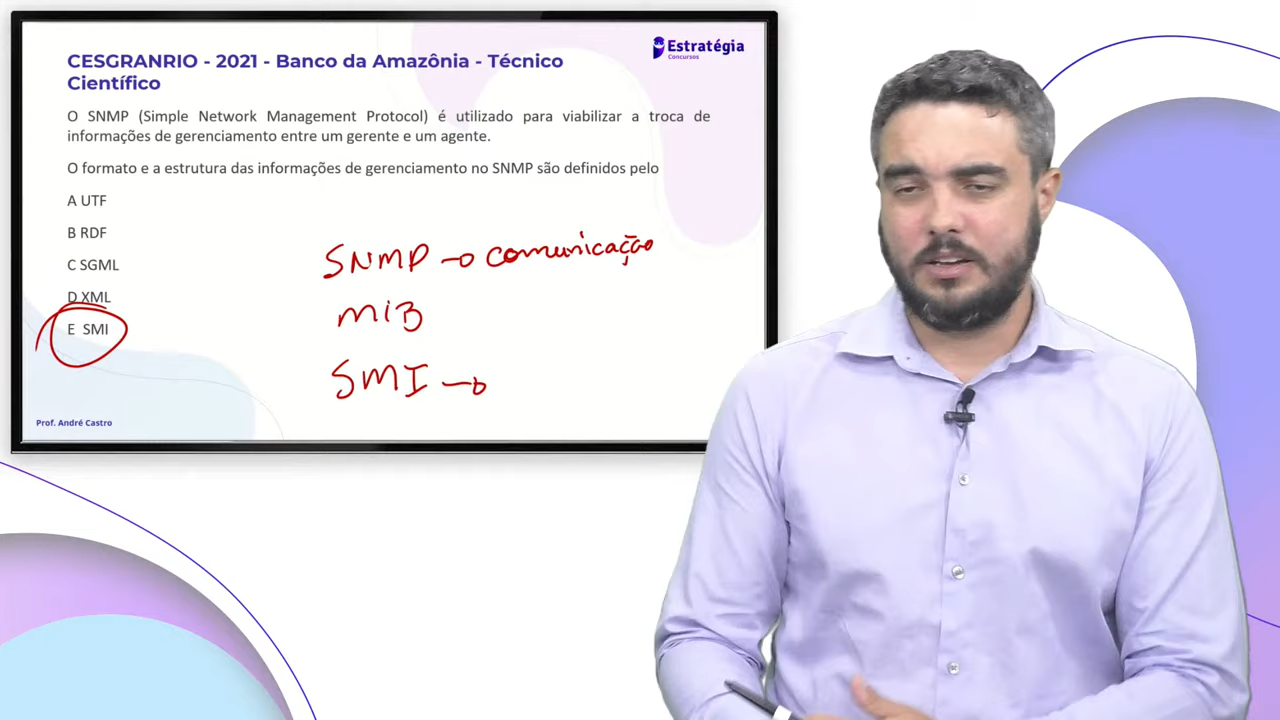 CESGRANRIO - 2021 - Banco da Amazônia - Técnico
Científico
Estratégia
Concursos
O SNMP (Simple Network Management Protocol) é utilizado para viabilizar a troca de
informações de gerenciamento entre um gerente e um agente.
O formato e a estrutura das informações de gerenciamento no SNMP são definidos pelo
A UTF
B RDF
C SGML
D XML
E SMI
SNMP → comunicação
MIB
SMI →
Prof. André Castro